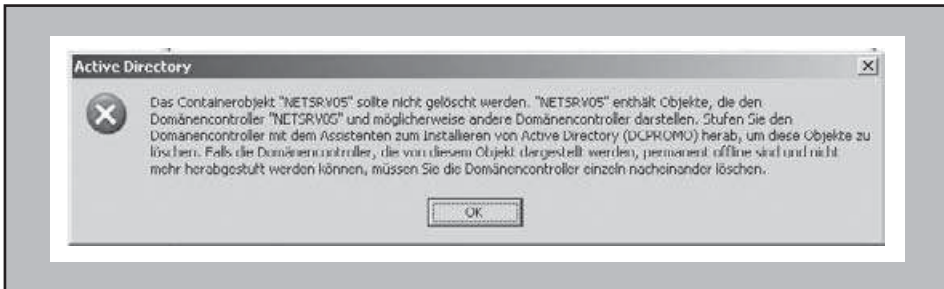 Active Directory
Das Containerobjekt "NETSRV05" sollte nicht gelöscht werden. "NETSRV05" enthält Objekte, die den
Domänencontroller "NETSRV05" und möglicherweise andere Domänencontroller darstellen. Stufen Sie den
Domänencontroller mit dem Assistenten zum Installieren von Active Directory (DCPROMO) herab, um diese Objekte zu
löschen. Falls die Domänencontroller, die von diesem Objekt dargestellt werden, permanent offline sind und nicht
mehr herabgestuft werden können, müssen Sie die Domänencontroller einzeln nacheinander löschen.
OK